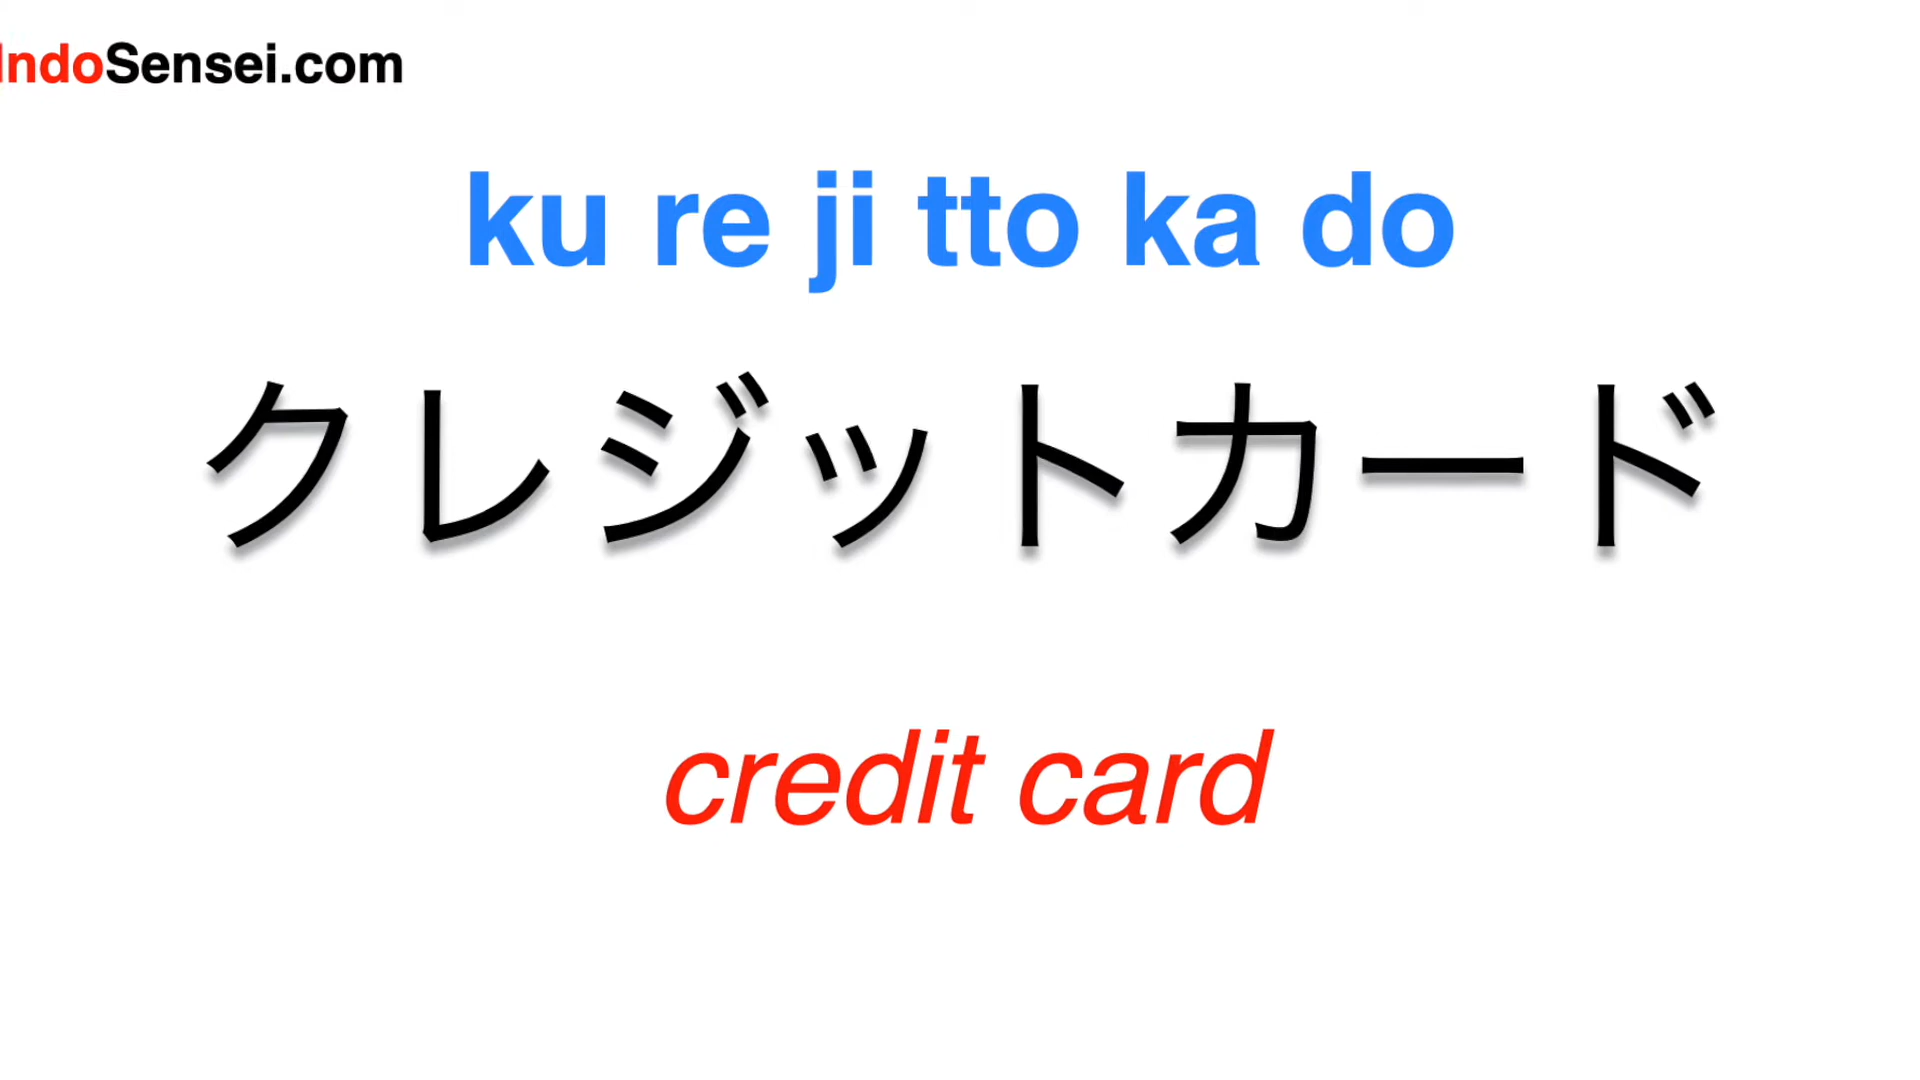 IndoSensei.com
ku re ji tto ka do
クレジットカード
credit card